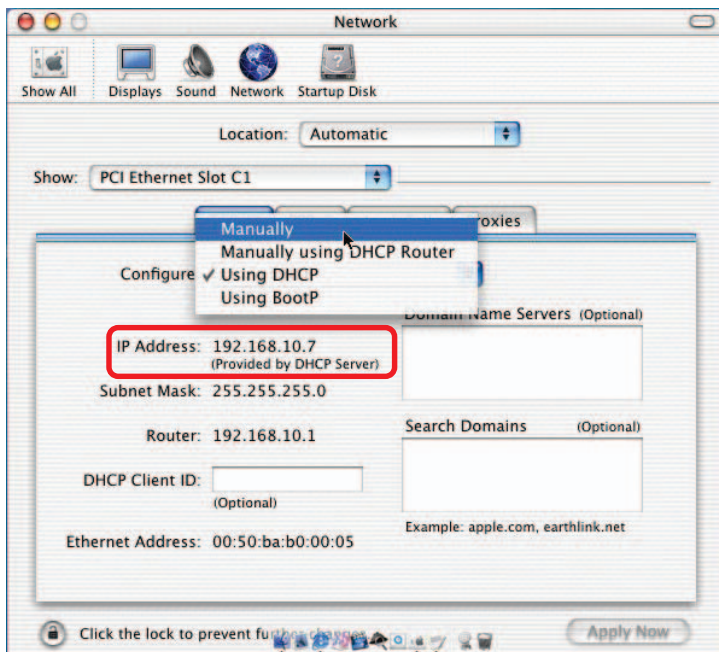 Network
Show All
Displays
Sound
Network
Startup Disk
Location: Automatic
Show: PCI Ethernet Slot C1
Manually
Manually using DHCP Router
Using DHCP
Using BootP
Configure
Domain Name Servers (Optional)
IP Address: 192.168.10.7
(Provided by DHCP Server)
Subnet Mask: 255.255.255.0
Router: 192.168.10.1
Search Domains (Optional)
DHCP Client ID:
(Optional)
Example: apple.com, earthlink.net
Ethernet Address: 00:50:ba:b0:00:05
Click the lock to prevent
Apply Now